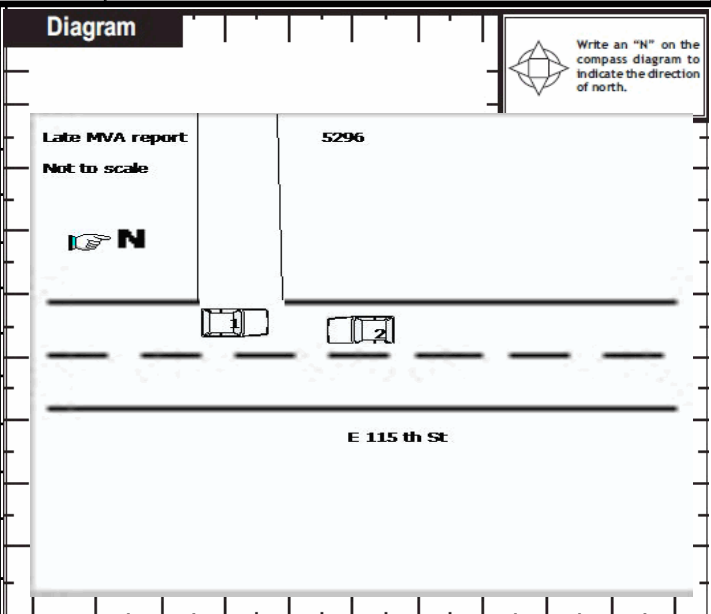 Diagram
Write an “N” on the
compass diagram to
indicate the direction
of north.
Late MVA report
5296
Not to scale
N
1
2
E 115 th St